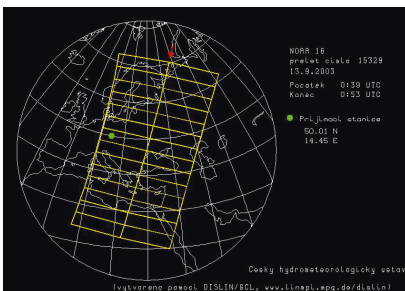 NOAA 16
prelet cislo 15329
13.9.2003
Pocatek 0:39 UTC
Konec 0:53 UTC
Prijimaci stanice
50.01 N
14.45 E
Cesky hydrometeorologicky ustav
(vytvoreno pomoci DISLIN/GCL, www.linmpi.mpg.de/dislin)